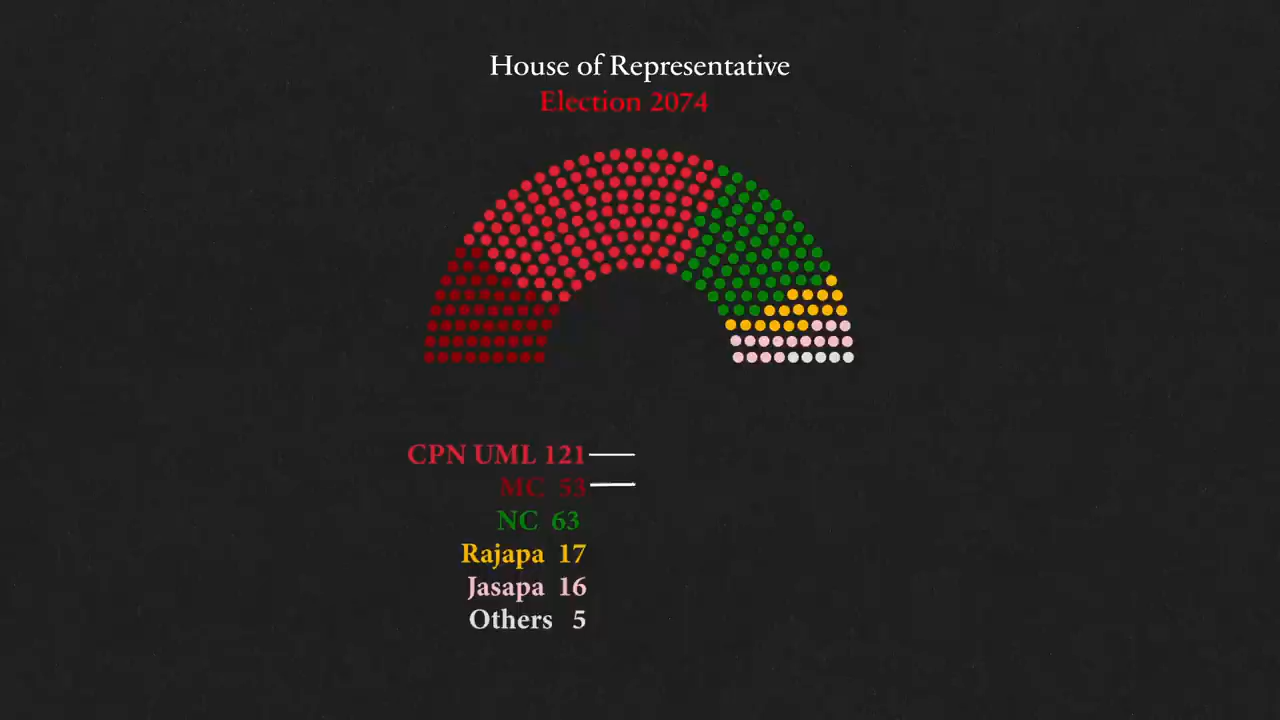 House of Representative
Election 2074
CPN UML 121
MC 53
NC 63
Rajapa 17
Jasapa 16
Others 5